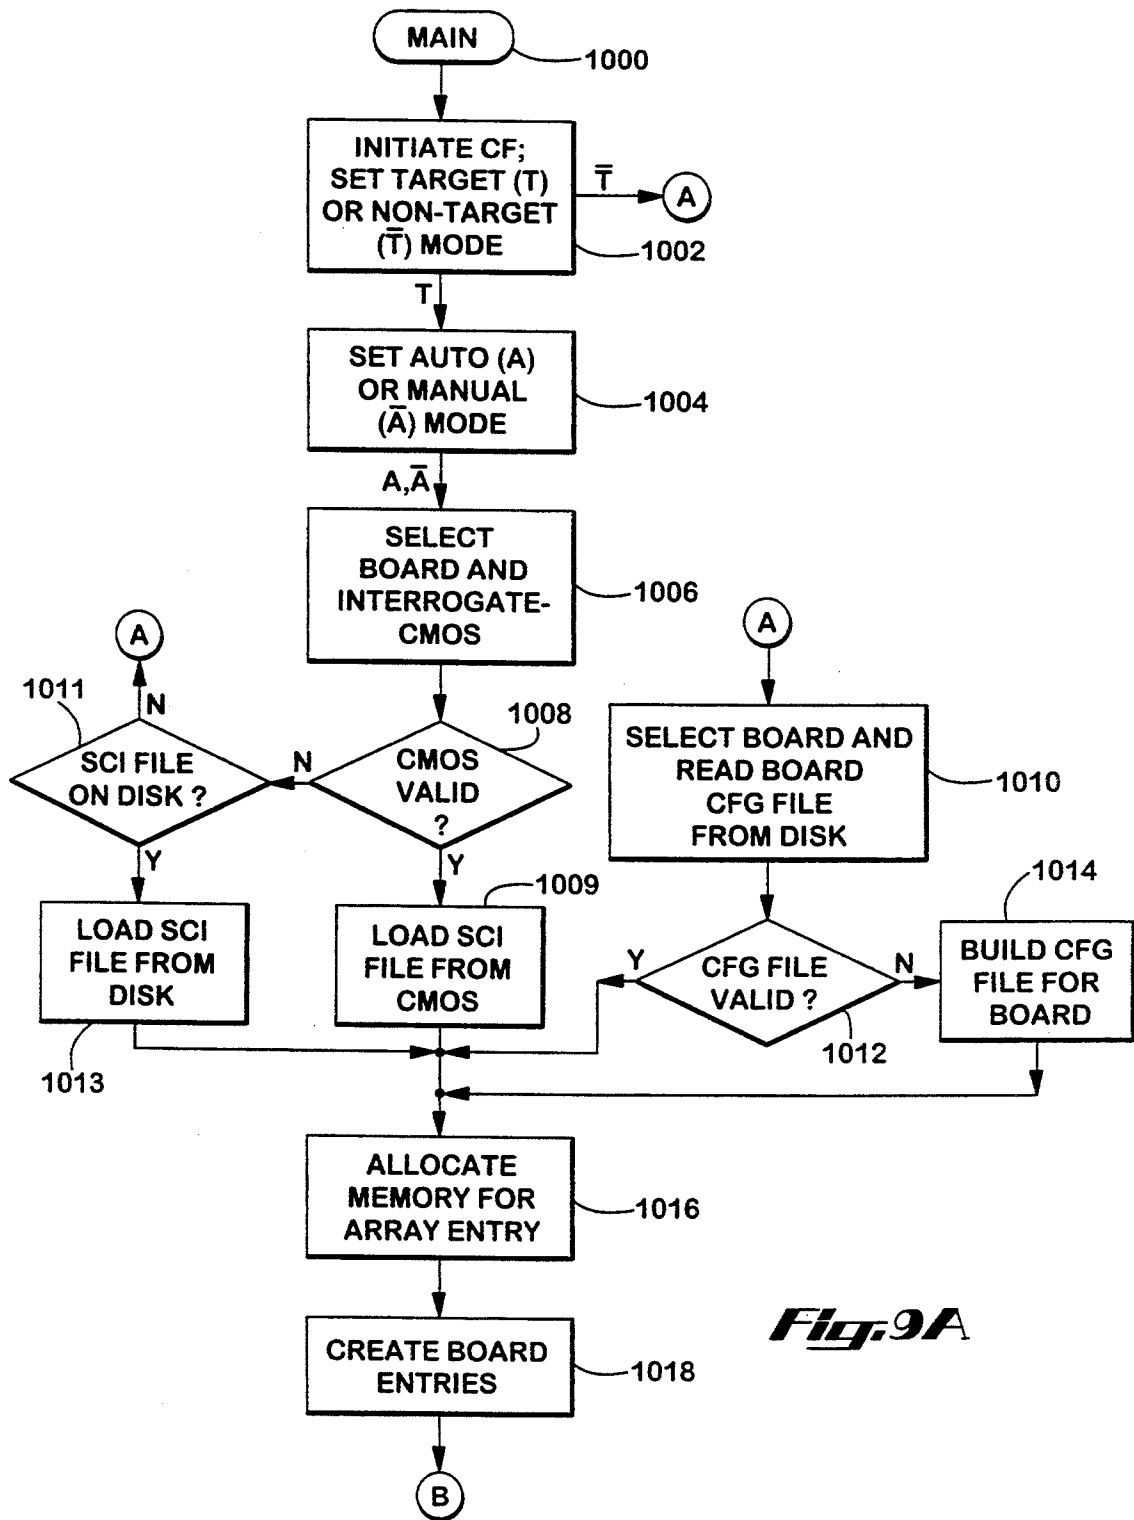 MAIN
1000
INITIATE CF;
SET TARGET (T)
OR NON-TARGET
(T̅) MODE
1002
T̅
A
T
SET AUTO (A)
OR MANUAL
(A̅) MODE
1004
A,A̅
SELECT
BOARD AND
INTERROGATE-
CMOS
1006
A
N
1011
SCI FILE
ON DISK ?
N
CMOS
VALID
?
1008
Y
LOAD SCI
FILE FROM
DISK
1013
Y
1009
LOAD SCI
FILE FROM
CMOS
A
SELECT BOARD AND
READ BOARD
CFG FILE
FROM DISK
1010
Y
CFG FILE
VALID ?
N
1012
1014
BUILD CFG
FILE FOR
BOARD
ALLOCATE
MEMORY FOR
ARRAY ENTRY
1016
CREATE BOARD
ENTRIES
1018
B
Fig.9A